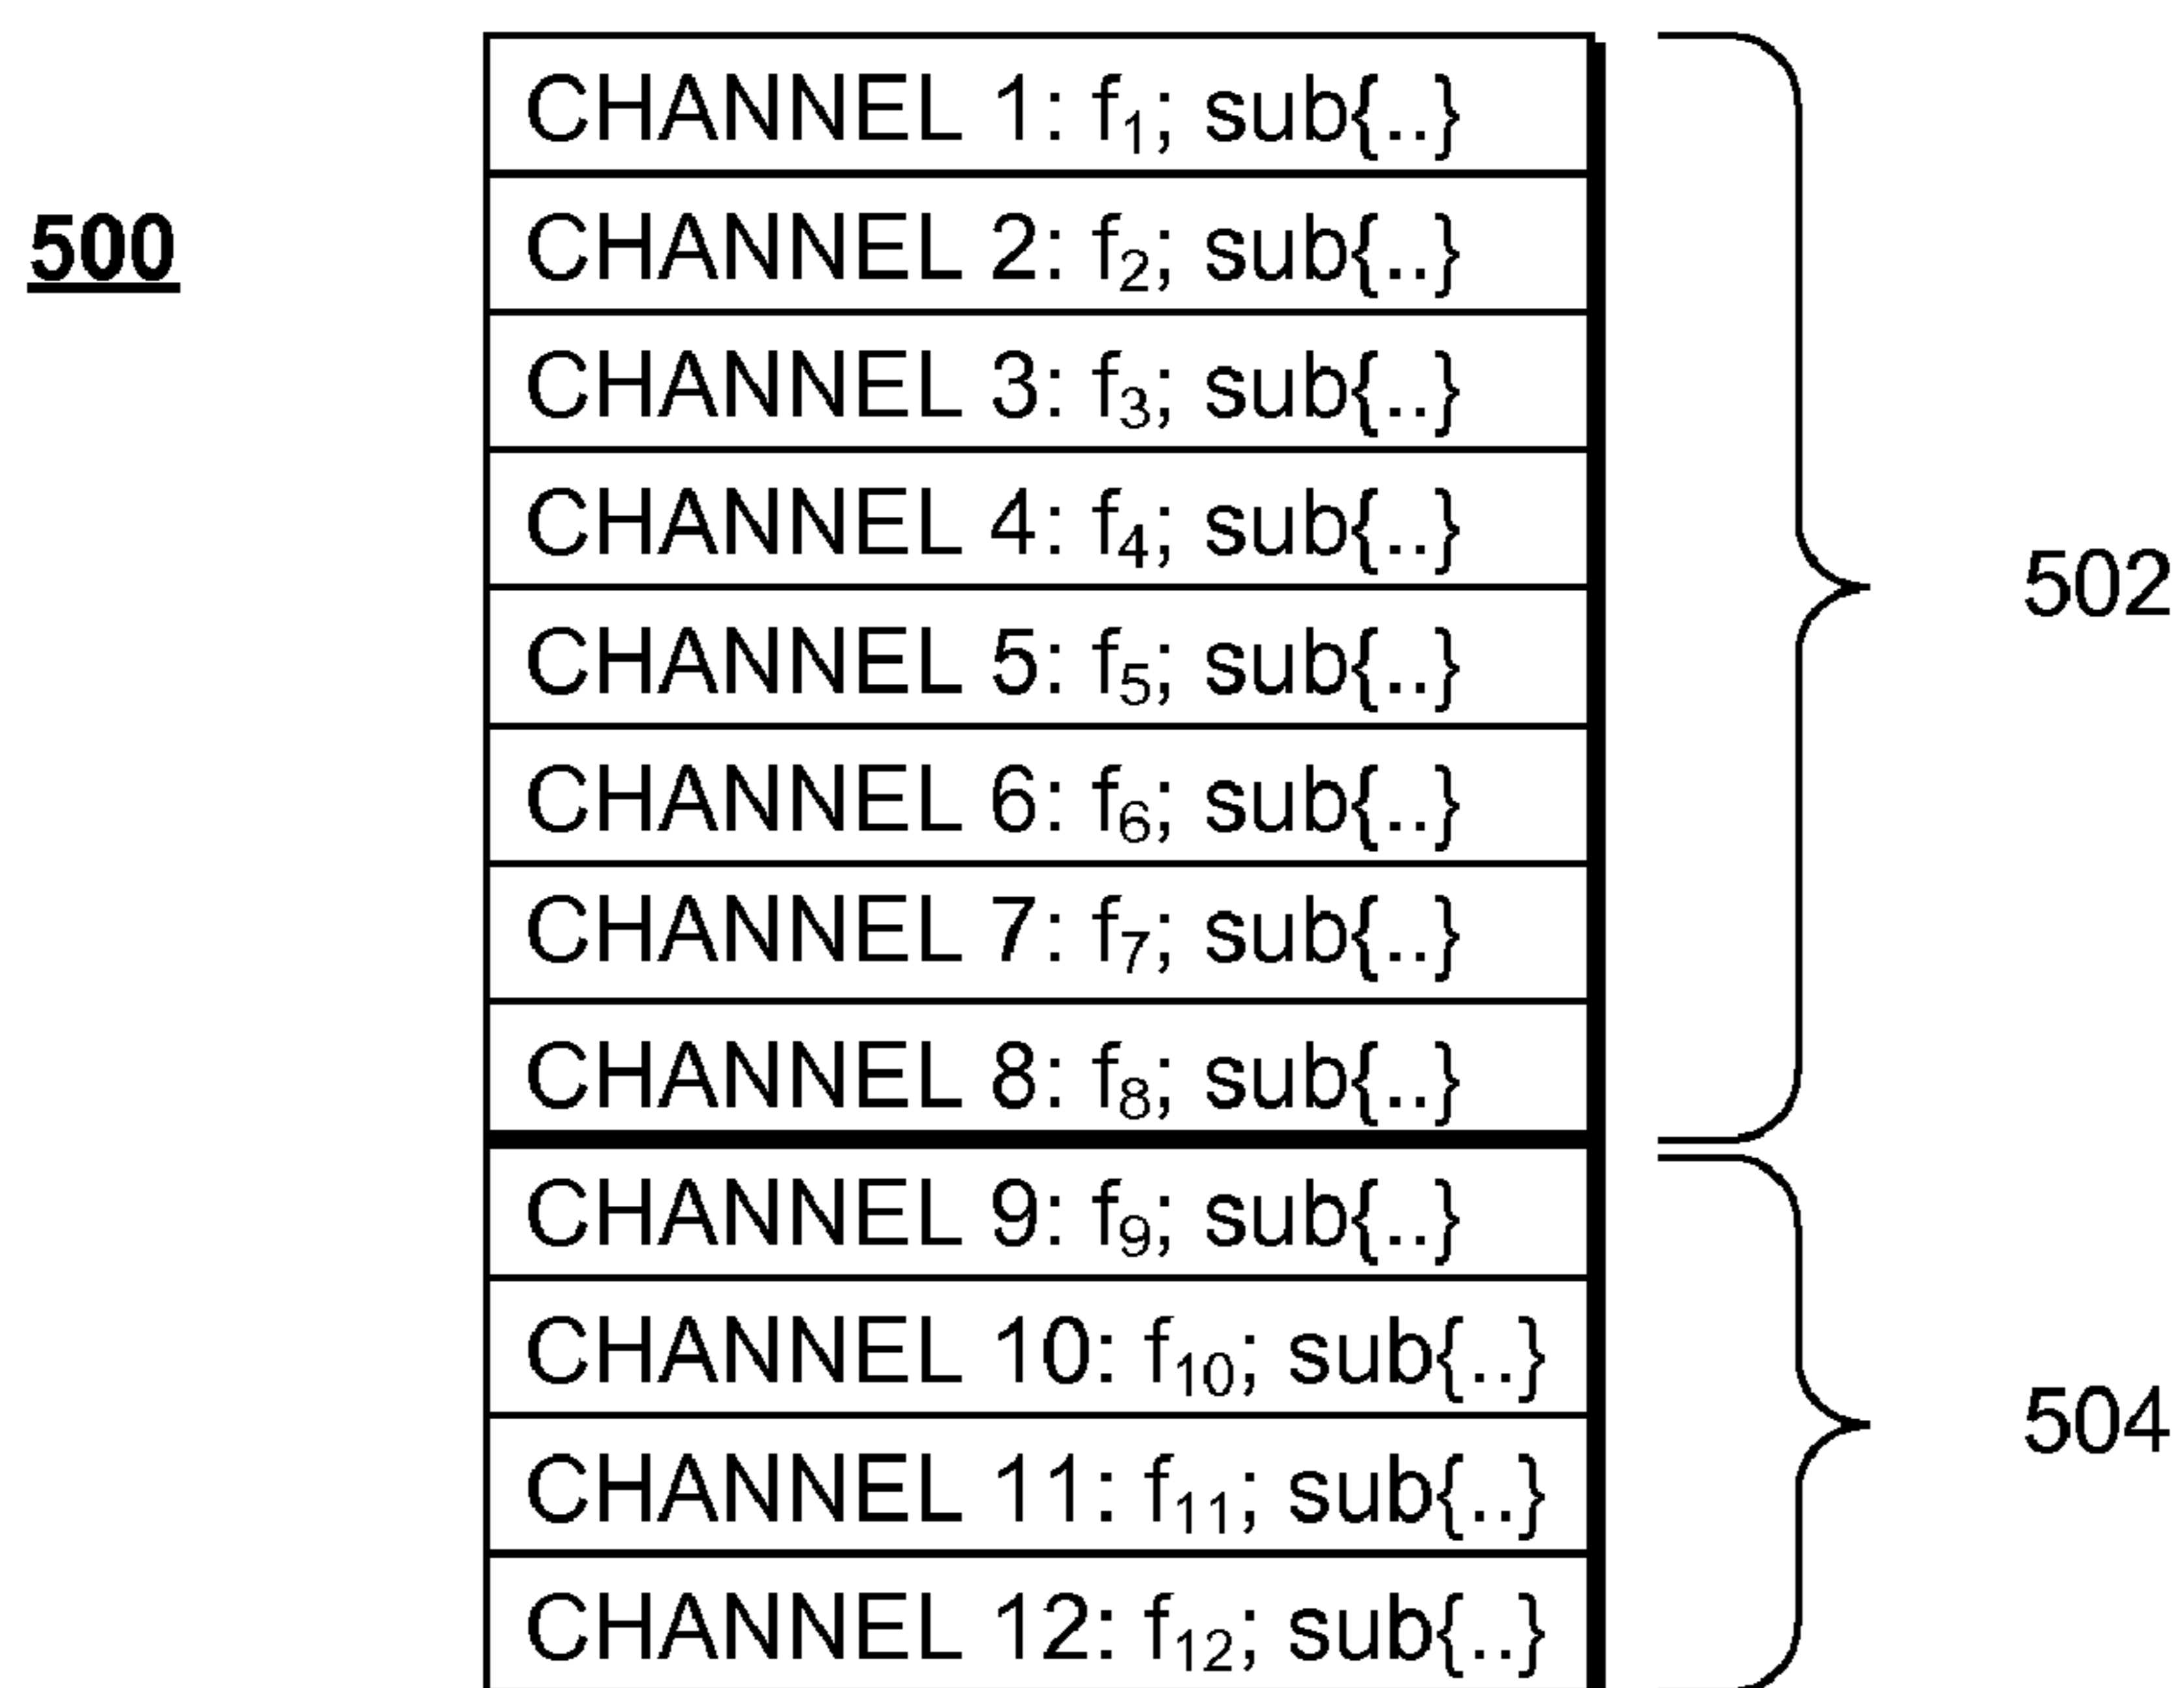 CHANNEL 1: f₁; sub{..}
500
CHANNEL 2: f₂; sub{..}
CHANNEL 3: f₃; sub{..}
CHANNEL 4: f₄; sub{..}
502
CHANNEL 5: f₅; sub{..}
CHANNEL 6: f₆; sub{..}
CHANNEL 7: f₇; sub{..}
CHANNEL 8: f₈; sub{..}
CHANNEL 9: f₉; sub{..}
CHANNEL 10: f₁₀; sub{..}
504
CHANNEL 11: f₁₁; sub{..}
CHANNEL 12: f₁₂; sub{..}